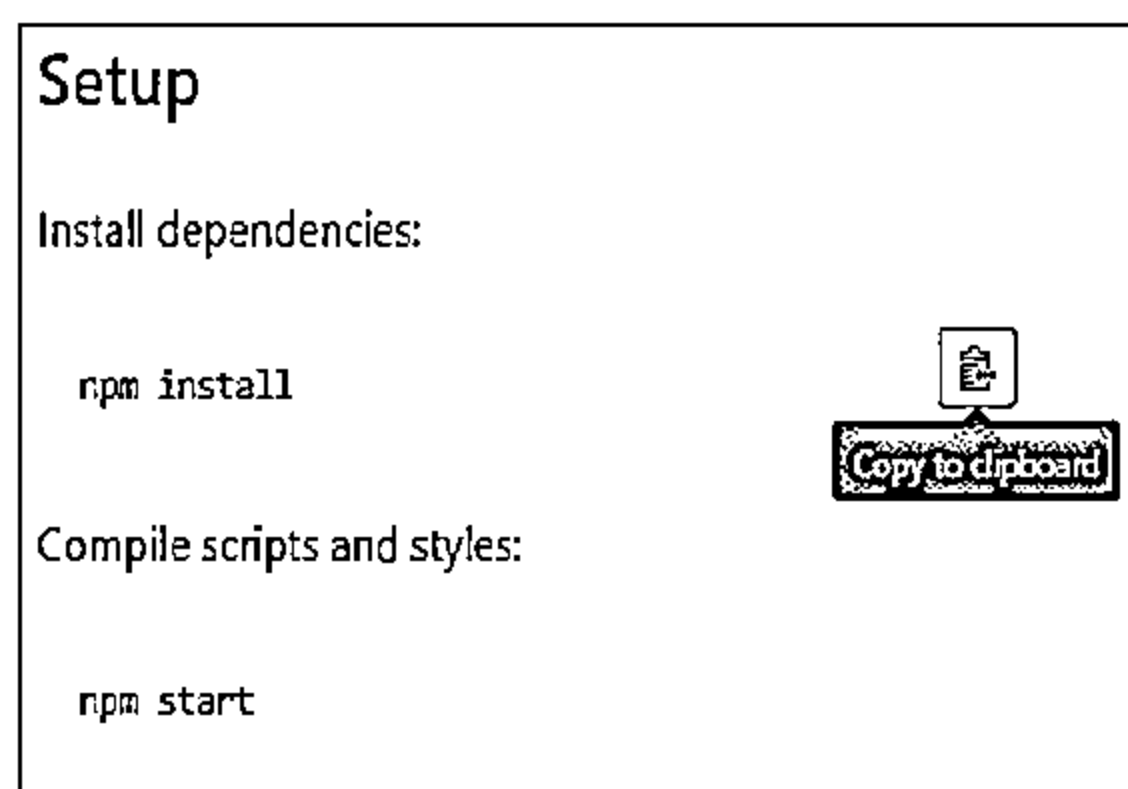 Setup
Install dependencies:
npm install
Copy to clipboard
Compile scripts and styles:
npm start